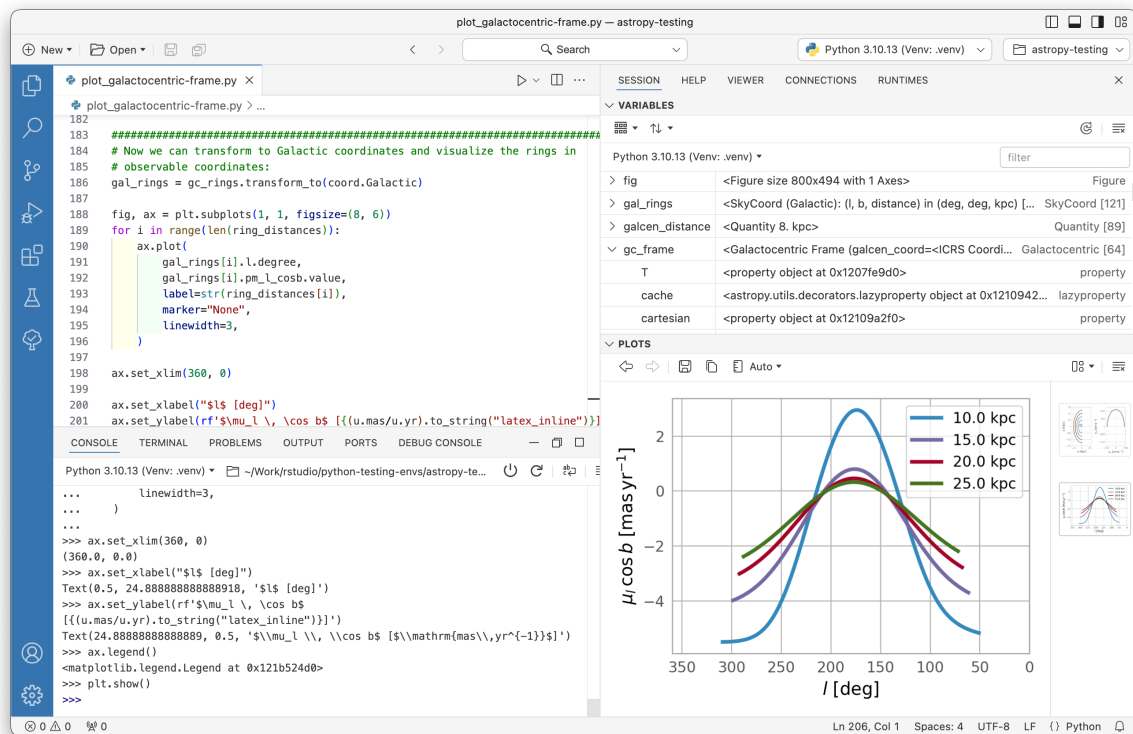 plot_galactocentric-frame.py — astropy-testing
New
Open
Search
Python 3.10.13 (Venv: .venv)
astropy-testing
plot_galactocentric-frame.py
plot_galactocentric-frame.py > ...
182
183 ############################################################################
184 # Now we can transform to Galactic coordinates and visualize the rings in
185 # observable coordinates:
186 gal_rings = gc_rings.transform_to(coord.Galactic)
187
188 fig, ax = plt.subplots(1, 1, figsize=(8, 6))
189 for i in range(len(ring_distances)):
190     ax.plot(
191         gal_rings[i].l.degree,
192         gal_rings[i].pm_l_cosb.value,
193         label=str(ring_distances[i]),
194         marker="None",
195         linewidth=3,
196     )
197
198 ax.set_xlim(360, 0)
199
200 ax.set_xlabel("$l$ [deg]")
201 ax.set_ylabel(rf'$\mu_l \, \cos b$ [{(u.mas/u.yr).to_string("latex_inline")}]
CONSOLE TERMINAL PROBLEMS OUTPUT PORTS DEBUG CONSOLE
Python 3.10.13 (Venv: .venv) ~/Work/rstudio/python-testing-envs/astropy-te...
...         linewidth=3,
...     )
...
>>> ax.set_xlim(360, 0)
(360.0, 0.0)
>>> ax.set_xlabel("$l$ [deg]")
Text(0.5, 24.888888888888918, '$l$ [deg]')
>>> ax.set_ylabel(rf'$\mu_l \, \cos b$
[{(u.mas/u.yr).to_string("latex_inline")}]')
Text(24.88888888888889, 0.5, '$\\mu_l \\, \\cos b$ [$\\mathrm{mas\\,yr^{-1}}$]')
>>> ax.legend()
<matplotlib.legend.Legend at 0x121b524d0>
>>> plt.show()
>>>
SESSION HELP VIEWER CONNECTIONS RUNTIMES
VARIABLES
Python 3.10.13 (Venv: .venv)
filter
fig <Figure size 800x494 with 1 Axes> Figure
gal_rings <SkyCoord (Galactic): (l, b, distance) in (deg, deg, kpc) [... SkyCoord [121]
galcen_distance <Quantity 8. kpc> Quantity [89]
gc_frame <Galactocentric Frame (galcen_coord=<ICRS Coordi... Galactocentric [64]
T <property object at 0x1207fe9d0> property
cache <astropy.utils.decorators.lazyproperty object at 0x1210942... lazyproperty
cartesian <property object at 0x12109a2f0> property
PLOTS
Auto
10.0 kpc
15.0 kpc
20.0 kpc
25.0 kpc
2
0
−2
−4
μl cos b [mas yr−1]
350 300 250 200 150 100 50 0
l [deg]
0 0 0
Ln 206, Col 1 Spaces: 4 UTF-8 LF {} Python